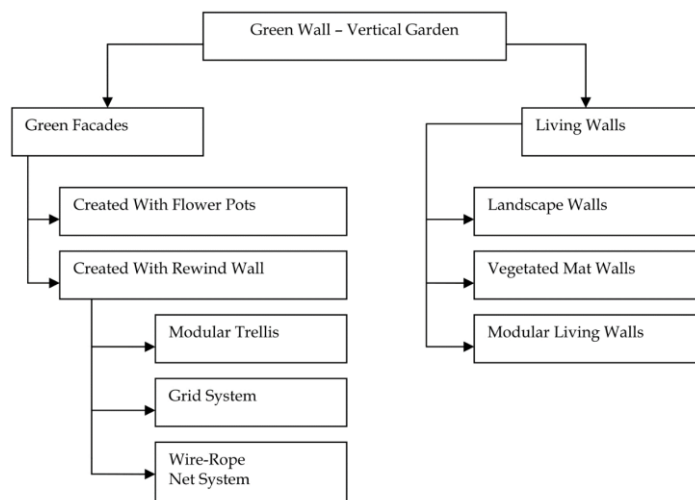 Green Wall – Vertical Garden
Green Facades
Living Walls
Created With Flower Pots
Landscape Walls
Created With Rewind Wall
Vegetated Mat Walls
Modular Trellis
Modular Living Walls
Grid System
Wire-Rope
Net System